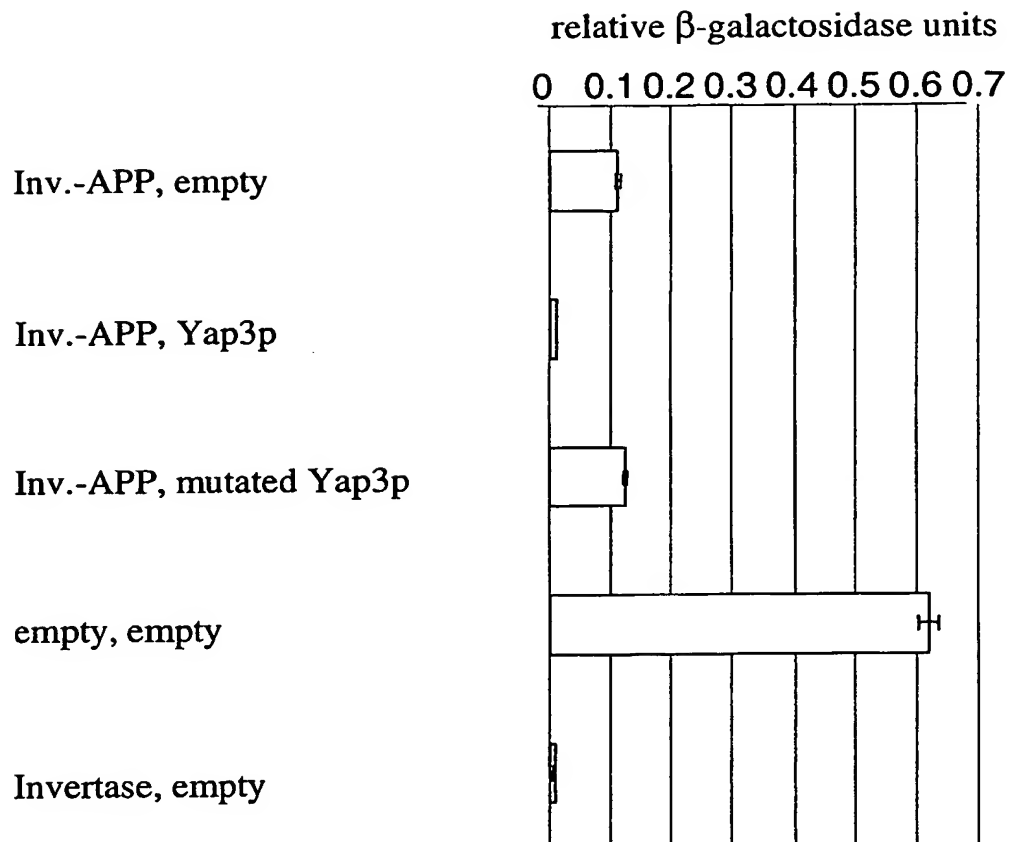 relative β-galactosidase units
0 0.1 0.2 0.3 0.4 0.5 0.6 0.7
Inv.-APP, empty
Inv.-APP, Yap3p
Inv.-APP, mutated Yap3p
empty, empty
Invertase, empty